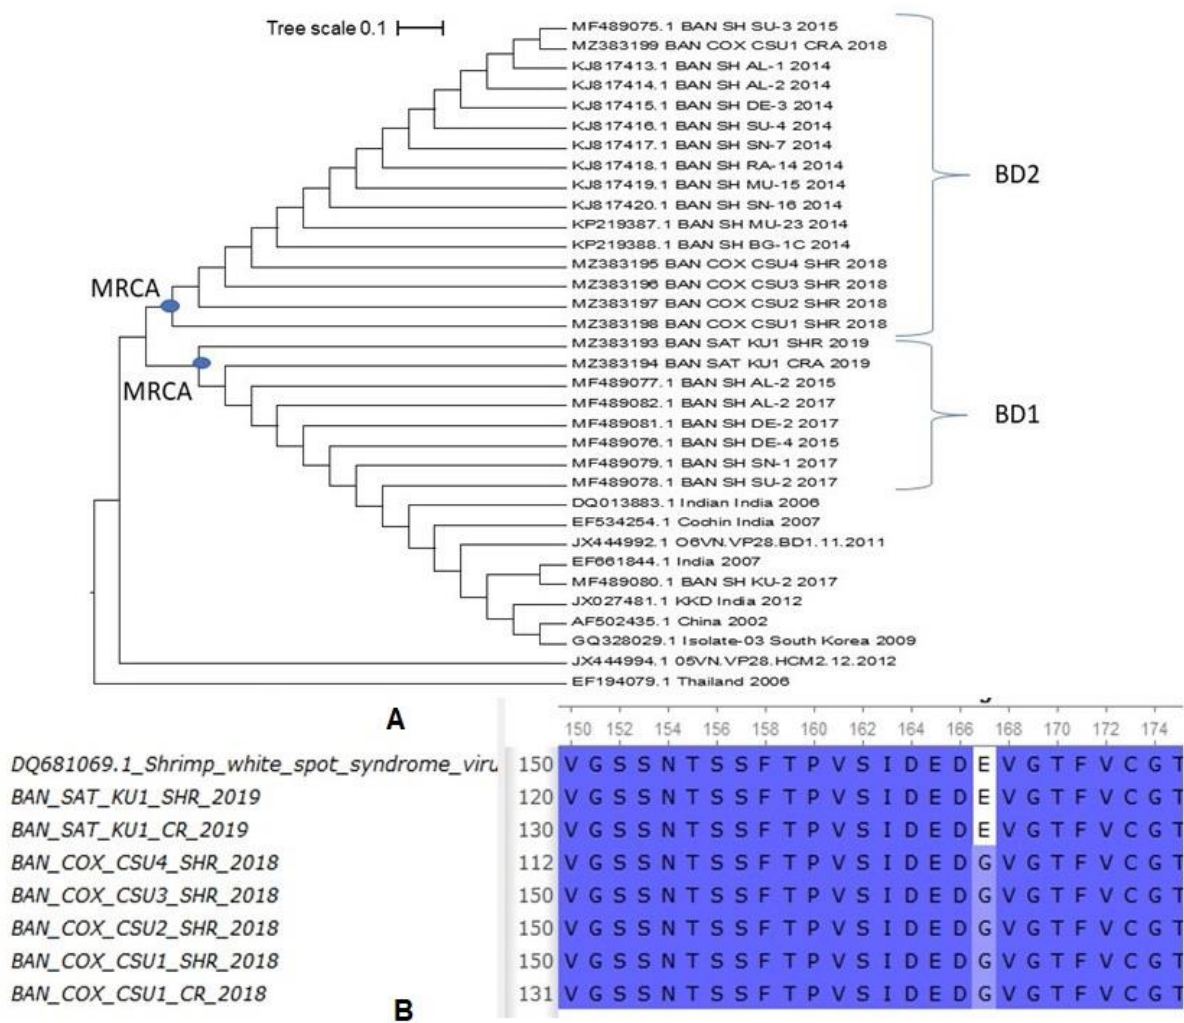 Tree scale 0.1
MF489075.1 BAN SH SU-3 2015
MZ383199 BAN COX CSU1 CRA 2018
KJ817413.1 BAN SH AL-1 2014
KJ817414.1 BAN SH AL-2 2014
KJ817415.1 BAN SH DE-3 2014
KJ817416.1 BAN SH SU-4 2014
KJ817417.1 BAN SH SN-7 2014
KJ817418.1 BAN SH RA-14 2014
KJ817419.1 BAN SH MU-15 2014
KJ817420.1 BAN SH SN-16 2014
KP219387.1 BAN SH MU-23 2014
KP219388.1 BAN SH BG-1C 2014
MZ383195 BAN COX CSU4 SHR 2018
MZ383196 BAN COX CSU3 SHR 2018
MZ383197 BAN COX CSU2 SHR 2018
MZ383198 BAN COX CSU1 SHR 2018
BD2
MRCA
MZ383193 BAN SAT KU1 SHR 2019
MZ383194 BAN SAT KU1 CRA 2019
MF489077.1 BAN SH AL-2 2015
MF489082.1 BAN SH AL-2 2017
MF489081.1 BAN SH DE-2 2017
MF489076.1 BAN SH DE-4 2015
MF489079.1 BAN SH SN-1 2017
MF489078.1 BAN SH SU-2 2017
BD1
MRCA
DQ013883.1 Indian India 2006
EF534254.1 Cochin India 2007
JX444992.1 O6VN.VP28.BD1.11.2011
EF661844.1 India 2007
MF489080.1 BAN SH KU-2 2017
JX027481.1 KKD India 2012
AF502435.1 China 2002
GQ328029.1 Isolate-03 South Korea 2009
JX444994.1 05VN.VP28.HCM2.12.2012
EF194079.1 Thailand 2006
A
150 152 154 156 158 160 162 164 166 168 170 172 174
DQ681069.1_Shrimp_white_spot_syndrome_viru 150 V G S S N T S S F T P V S I D E D E V G T F V C G T
BAN_SAT_KU1_SHR_2019 120 V G S S N T S S F T P V S I D E D E V G T F V C G T
BAN_SAT_KU1_CR_2019 130 V G S S N T S S F T P V S I D E D E V G T F V C G T
BAN_COX_CSU4_SHR_2018 112 V G S S N T S S F T P V S I D E D G V G T F V C G T
BAN_COX_CSU3_SHR_2018 150 V G S S N T S S F T P V S I D E D G V G T F V C G T
BAN_COX_CSU2_SHR_2018 150 V G S S N T S S F T P V S I D E D G V G T F V C G T
BAN_COX_CSU1_SHR_2018 150 V G S S N T S S F T P V S I D E D G V G T F V C G T
BAN_COX_CSU1_CR_2018 131 V G S S N T S S F T P V S I D E D G V G T F V C G T
B